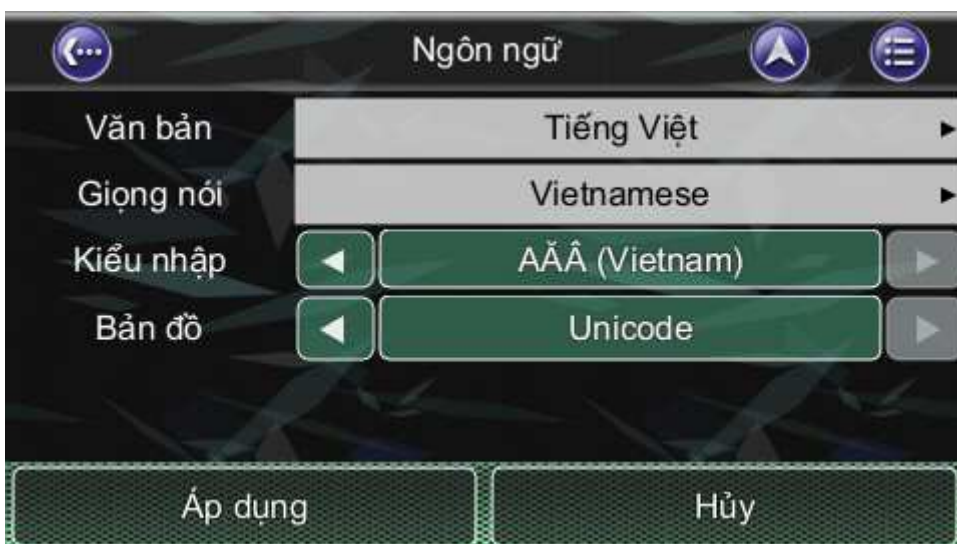 Ngôn ngữ
Văn bản Tiếng Việt
Giọng nói Vietnamese
Kiểu nhập AĂÂ (Vietnam)
Bản đồ Unicode
Áp dụng Hủy